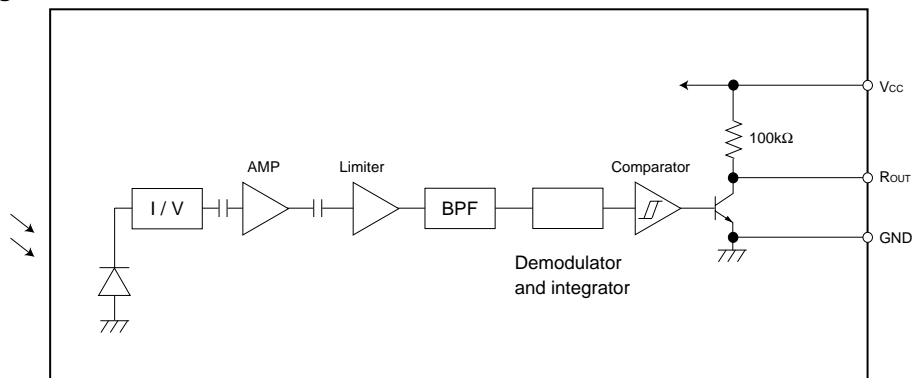 Vcc
100kΩ
AMP
Limiter
Comparator
ROUT
I / V
BPF
GND
Demodulator
and integrator